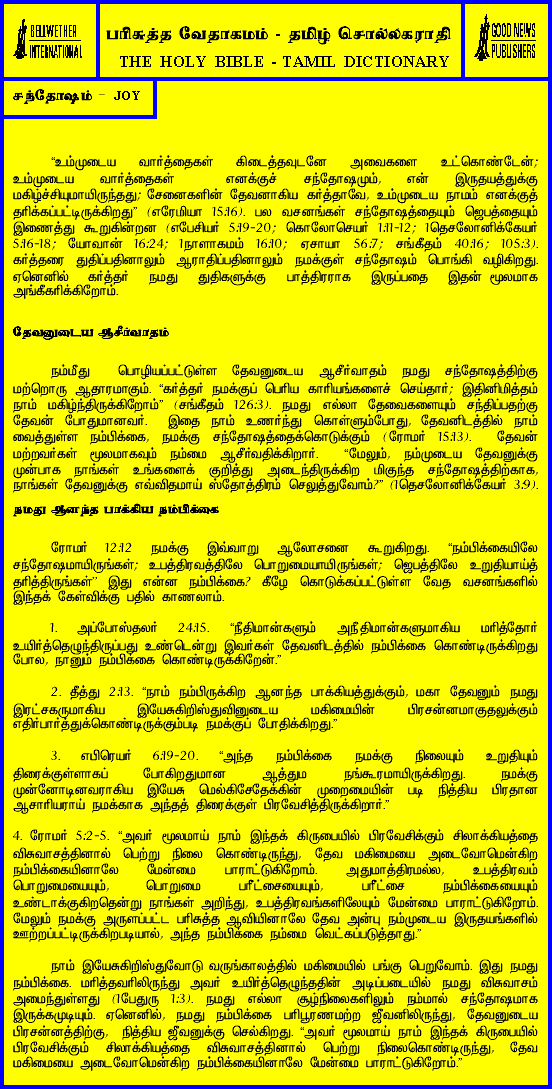 BELLWETHER
INTERNATIONAL
பரிசுத்த வேதாகமம் - தமிழ் சொல்லகராதி
THE HOLY BIBLE - TAMIL DICTIONARY
GOOD NEWS
PUBLISHERS
சந்தோஷம் - JOY
“உம்முடைய வார்த்தைகள் கிடைத்தவுடனே அவைகளை உட்கொண்டேன்;
உம்முடைய வார்த்தைகள் எனக்குச் சந்தோஷமும், என் இருதயத்துக்கு
மகிழ்ச்சியுமாயிருந்தது; சேனைகளின் தேவனாகிய கர்த்தாவே, உம்முடைய நாமம் எனக்குத்
தரிக்கப்பட்டிருக்கிறது” (எரேமியா 15:16). பல வசனங்கள் சந்தோஷத்தையும் ஜெபத்தையும்
இணைத்து கூறுகின்றன (எபேசியர் 5:19-20; கொலோசெயர் 1:11-12; 1தெசலோனிக்கேயர்
5:16-18; யோவான் 16:24; 1நாளாகமம் 16:10; ஏசாயா 56:7; சங்கீதம் 40:16; 105:3).
கர்த்தரை துதிப்பதினாலும் ஆராதிப்பதினாலும் நமக்குள் சந்தோஷம் பொங்கி வழிகிறது.
ஏனெனில் கர்த்தர் நமது துதிகளுக்கு பாத்திரராக இருப்பதை இதன் மூலமாக
அங்கீகரிக்கிறோம்.
தேவனுடைய ஆசீர்வாதம்
நம்மீது பொழியப்பட்டுள்ள தேவனுடைய ஆசீர்வாதம் நமது சந்தோஷத்திற்கு
மற்றொரு ஆதாரமாகும். “கர்த்தர் நமக்குப் பெரிய காரியங்களைச் செய்தார்; இதினிமித்தம்
நாம் மகிழ்ந்திருக்கிறோம்” (சங்கீதம் 126:3). நமது எல்லா தேவைகளையும் சந்திப்பதற்கு
தேவன் போதுமானவர். இதை நாம் உணர்ந்து கொள்ளும்போது, தேவனிடத்தில் நாம்
வைத்துள்ள நம்பிக்கை, நமக்கு சந்தோஷத்தைக்கொடுக்கும் (ரோமர் 15:13). தேவன்
மற்றவர்கள் மூலமாகவும் நம்மை ஆசீர்வதிக்கிறார். “மேலும், நம்முடைய தேவனுக்கு
முன்பாக நாங்கள் உங்களைக் குறித்து அடைந்திருக்கிற மிகுந்த சந்தோஷத்திற்காக,
நாங்கள் தேவனுக்கு எவ்விதமாய் ஸ்தோத்திரம் செலுத்துவோம்?” (1தெசலோனிக்கேயர் 3:9).
நமது ஆனந்த பாக்கிய நம்பிக்கை
ரோமர் 12:12 நமக்கு இவ்வாறு ஆலோசனை கூறுகிறது. “நம்பிக்கையிலே
சந்தோஷமாயிருங்கள்; உபத்திரவத்திலே பொறுமையாயிருங்கள்; ஜெபத்திலே உறுதியாய்த்
தரித்திருங்கள்” இது என்ன நம்பிக்கை? கீழே கொடுக்கப்பட்டுள்ள வேத வசனங்களில்
இந்தக் கேள்விக்கு பதில் காணலாம்.
1. அப்போஸ்தலர் 24:15. “நீதிமான்களும் அநீதிமான்களுமாகிய மரித்தோர்
உயிர்த்தெழுந்திருப்பது உண்டென்று இவர்கள் தேவனிடத்தில் நம்பிக்கை கொண்டிருக்கிறது
போல, நானும் நம்பிக்கை கொண்டிருக்கிறேன்.”
2. தீத்து 2:13. “நாம் நம்பிருக்கிற ஆனந்த பாக்கியத்துக்கும், மகா தேவனும் நமது
இரட்சகருமாகிய இயேசுகிறிஸ்துவினுடைய மகிமையின் பிரசன்னமாகுதலுக்கும்
எதிர்பார்த்துக்கொண்டிருக்கும்படி நமக்குப் போதிக்கிறது.”
3. எபிரெயர் 6:19-20. “அந்த நம்பிக்கை நமக்கு நிலையும் உறுதியும்
திரைக்குள்ளாகப் போகிறதுமான ஆத்தும நங்கூரமாயிருக்கிறது. நமக்கு
முன்னோடினவராகிய இயேசு மெல்கிசேதேக்கின் முறைமையின் படி நித்திய பிரதான
ஆசாரியராய் நமக்காக அந்தத் திரைக்குள் பிரவேசித்திருக்கிறார்.”
4. ரோமர் 5:2-5. “அவர் மூலமாய் நாம் இந்தக் கிருபையில் பிரவேசிக்கும் சிலாக்கியத்தை
விசுவாசத்தினால் பெற்று நிலை கொண்டிருந்து, தேவ மகிமையை அடைவோமென்கிற
நம்பிக்கையினாலே மேன்மை பாராட்டுகிறோம். அதுமாத்திரமல்ல, உபத்திரவம்
பொறுமையையும், பொறுமை பரீட்சையையும், பரீட்சை நம்பிக்கையையும்
உண்டாக்குகிறதென்று நாங்கள் அறிந்து, உபத்திரவங்களிலேயும் மேன்மை பாராட்டுகிறோம்.
மேலும் நமக்கு அருளப்பட்ட பரிசுத்த ஆவியினாலே தேவ அன்பு நம்முடைய இருதயங்களில்
ஊற்றப்பட்டிருக்கிறபடியால், அந்த நம்பிக்கை நம்மை வெட்கப்படுத்தாது.”
நாம் இயேசுகிறிஸ்துவோடு வருங்காலத்தில் மகிமையில் பங்கு பெறுவோம். இது நமது
நம்பிக்கை. மரித்தவரிலிருந்து அவர் உயிர்த்தெழுந்ததின் அடிப்படையில் நமது விசுவாசம்
அமைந்துள்ளது (1பேதுரு 1:3). நமது எல்லா சூழ்நிலைகளிலும் நம்மால் சந்தோஷமாக
இருக்கமுடியும். ஏனெனில், நமது நம்பிக்கை பரிபூரணமற்ற ஜீவனிலிருந்து, தேவனுடைய
பிரசன்னத்திற்கு, நித்திய ஜீவனுக்கு செல்கிறது. “அவர் மூலமாய் நாம் இந்தக் கிருபையில்
பிரவேசிக்கும் சிலாக்கியத்தை விசுவாசத்தினால் பெற்று நிலைகொண்டிருந்து, தேவ
மகிமையை அடைவோமென்கிற நம்பிக்கையினாலே மேன்மை பாராட்டுகிறோம்.”